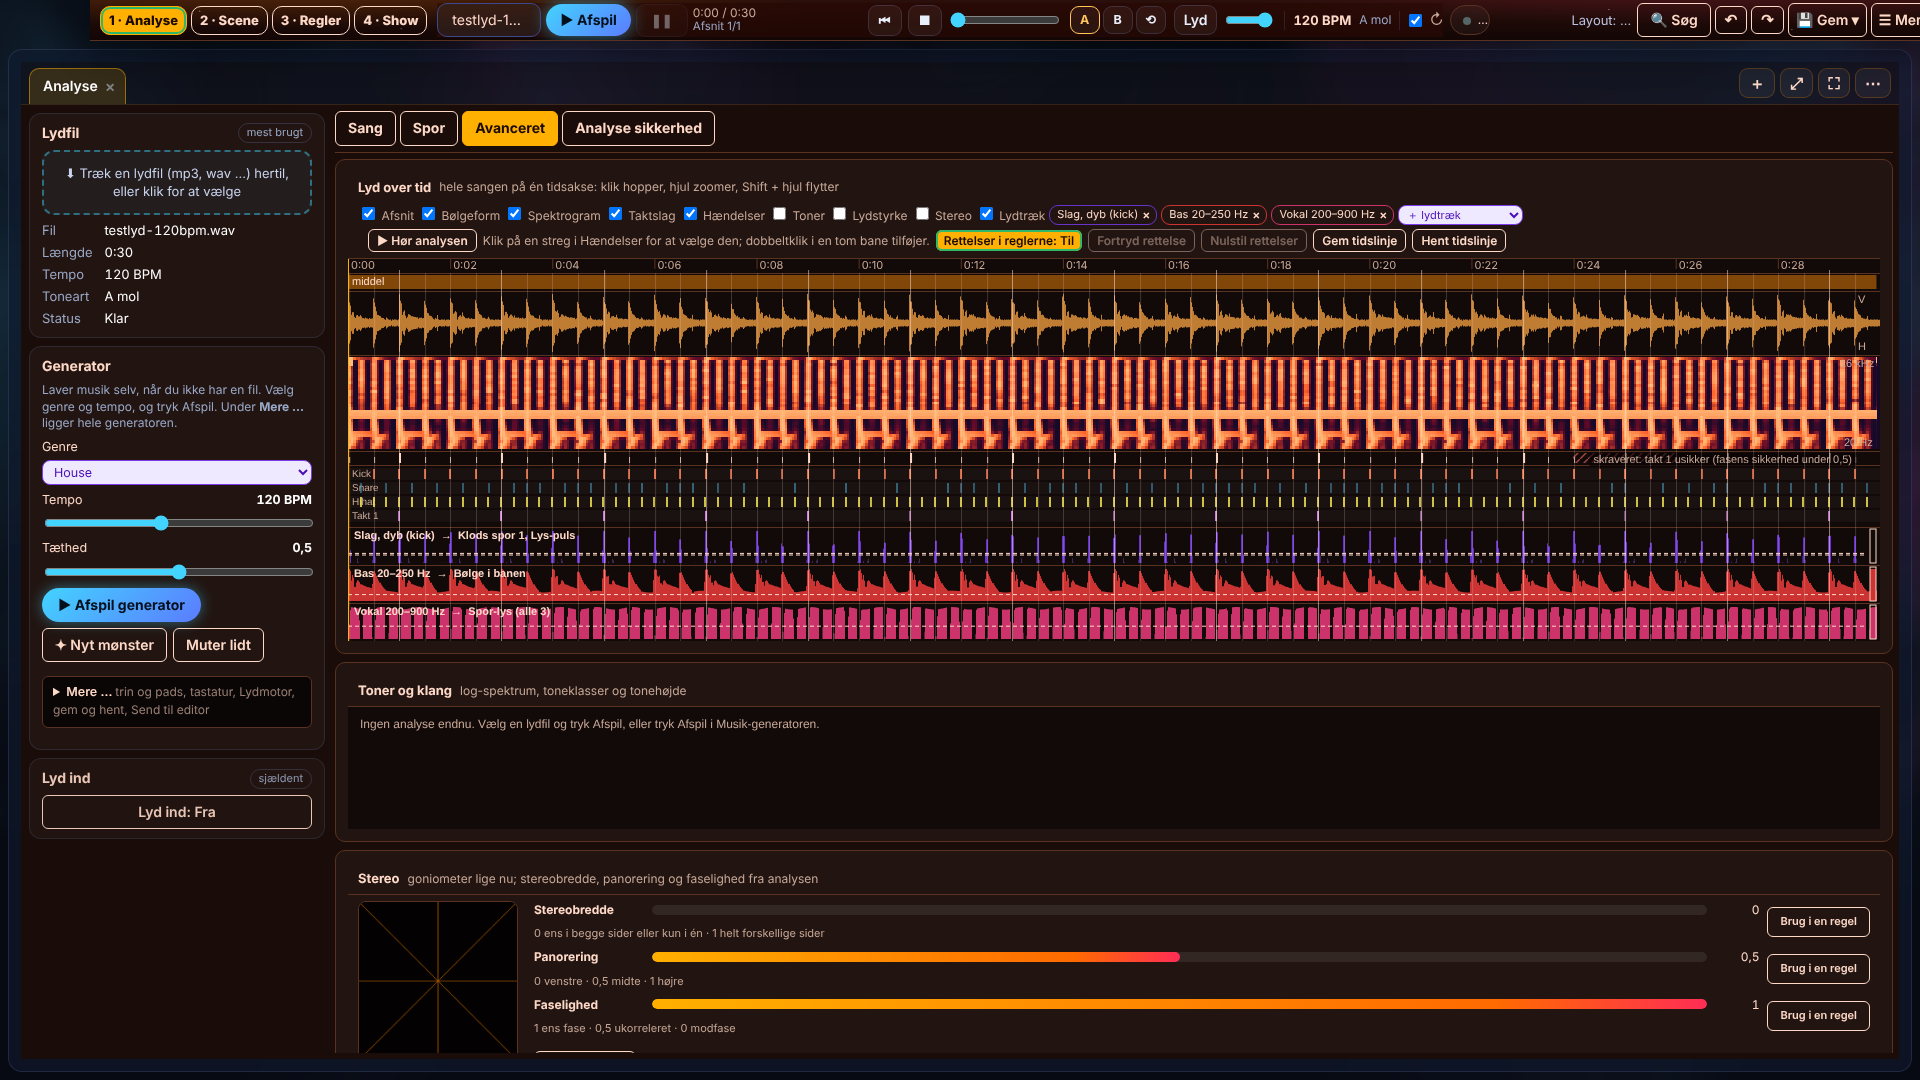 1 · Analyse
2 · Scene
3 · Regler
4 · Show
testlyd-1...
▶ Afspil
0:00 / 0:30
Afsnit 1/1
A
B
Lyd
120 BPM
A mol
...
Layout: ...
Søg
Gem ▾
☰ Mer
Analyse ×
Lydfil
mest brugt
⬇ Træk en lydfil (mp3, wav ...) hertil,
eller klik for at vælge
Fil testlyd-120bpm.wav
Længde 0:30
Tempo 120 BPM
Toneart A mol
Status Klar
Generator
Laver musik selv, når du ikke har en fil. Vælg
genre og tempo, og tryk Afspil. Under Mere ...
ligger hele generatoren.
Genre
House
Tempo 120 BPM
Tæthed 0,5
▶ Afspil generator
✦ Nyt mønster
Muter lidt
▶ Mere ... trin og pads, tastatur, Lydmotor,
gem og hent, Send til editor
Lyd ind
sjældent
Lyd ind: Fra
Sang
Spor
Avanceret
Analyse sikkerhed
Lyd over tid hele sangen på én tidsakse: klik hopper, hjul zoomer, Shift + hjul flytter
Afsnit Bølgeform Spektrogram Taktslag Hændelser Toner Lydstyrke Stereo Lydtræk Slag, dyb (kick) × Bas 20–250 Hz × Vokal 200–900 Hz × + lydtræk
▶ Hør analysen Klik på en streg i Hændelser for at vælge den; dobbeltklik i en tom bane tilføjer. Rettelser i reglerne: Til Fortryd rettelse Nulstil rettelser Gem tidslinje Hent tidslinje
0:00 0:02 0:04 0:06 0:08 0:10 0:12 0:14 0:16 0:18 0:20 0:22 0:24 0:26 0:28
middel
V
H
20 Hz
skraveret: takt 1 usikker (fasens sikkerhed under 0,5)
Kick
Snare
Hihat
Takt 1
Slag, dyb (kick) → Klods spor 1, Lys-puls
Bas 20–250 Hz → Bølge i banen
Vokal 200–900 Hz → Spor-lys (alle 3)
Toner og klang log-spektrum, toneklasser og tonehøjde
Ingen analyse endnu. Vælg en lydfil og tryk Afspil, eller tryk Afspil i Musik-generatoren.
Stereo goniometer lige nu; stereobredde, panorering og faselighed fra analysen
Stereobredde 0 Brug i en regel
0 ens i begge sider eller kun i én · 1 helt forskellige sider
Panorering 0,5 Brug i en regel
0 venstre · 0,5 midte · 1 højre
Faselighed 1 Brug i en regel
1 ens fase · 0,5 ukorreleret · 0 modfase